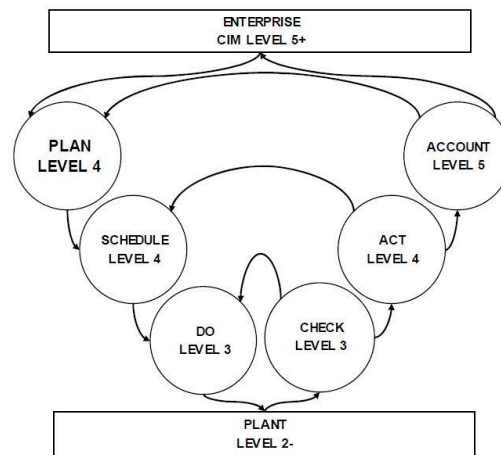 ENTERPRISE
CIM LEVEL 5+
PLAN
LEVEL 4
ACCOUNT
LEVEL 5
SCHEDULE
LEVEL 4
ACT
LEVEL 4
DO
LEVEL 3
CHECK
LEVEL 3
PLANT
LEVEL 2-